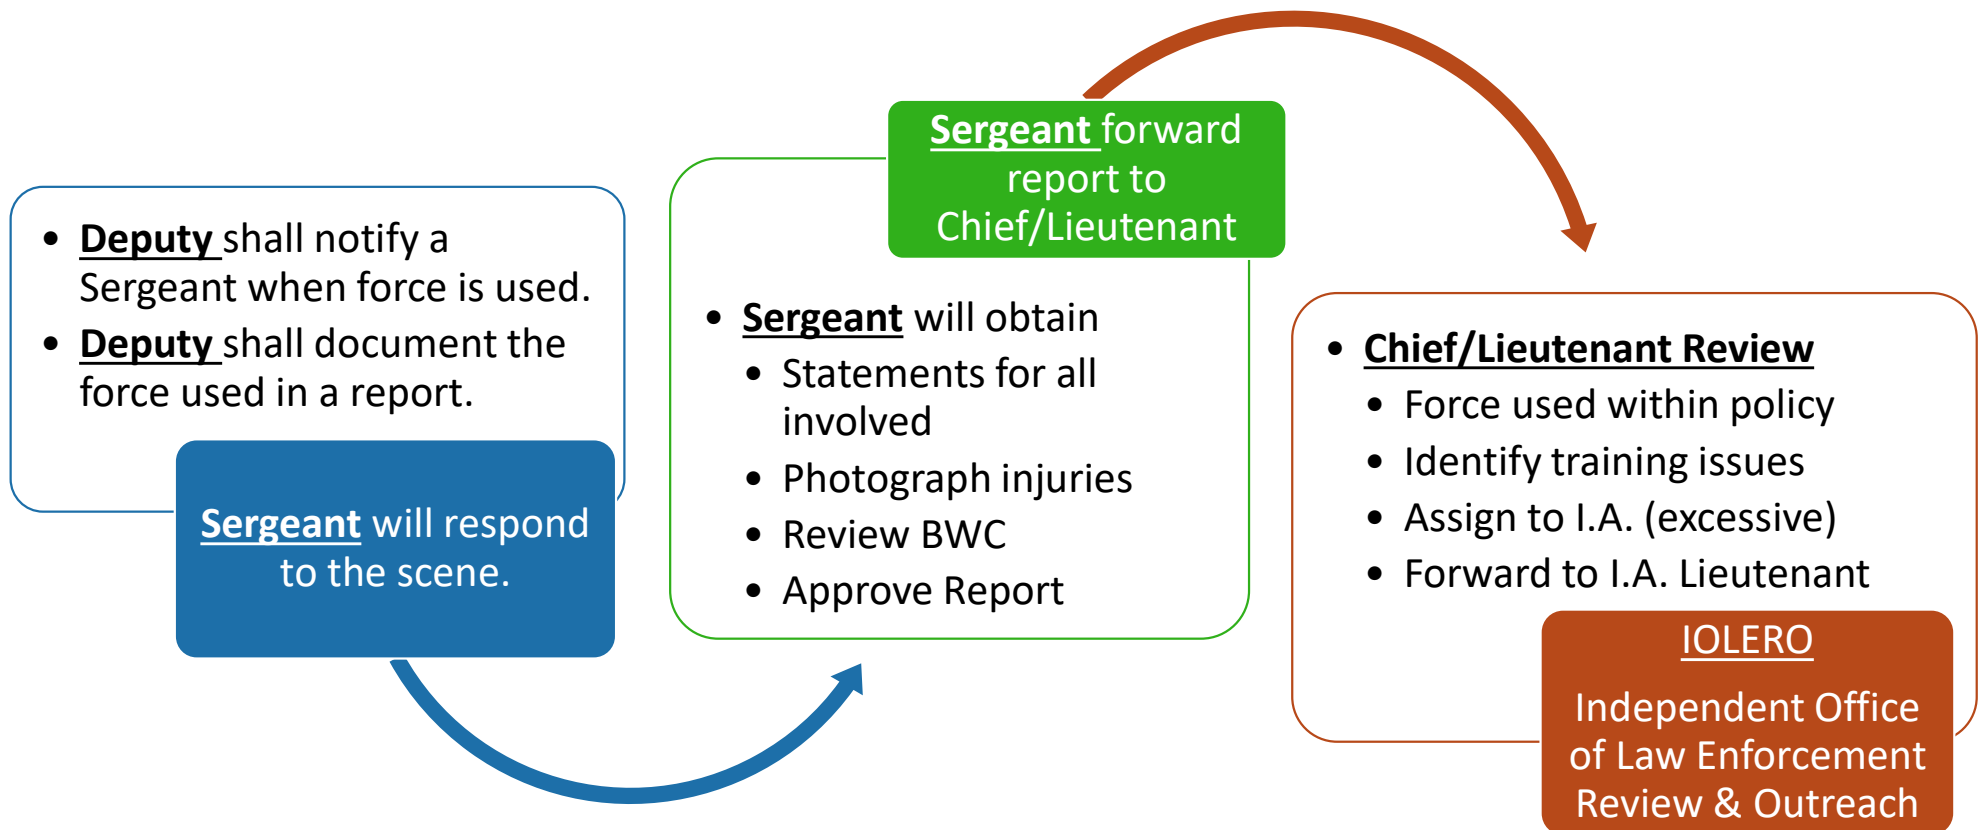 • Deputy shall notify a
Sergeant when force is used.
• Deputy shall document the
force used in a report.
Sergeant will respond
to the scene.
Sergeant forward
report to
Chief/Lieutenant
• Sergeant will obtain
• Statements for all
involved
• Photograph injuries
• Review BWC
• Approve Report
• Chief/Lieutenant Review
• Force used within policy
• Identify training issues
• Assign to I.A. (excessive)
• Forward to I.A. Lieutenant
IOLERO
Independent Office
of Law Enforcement
Review & Outreach